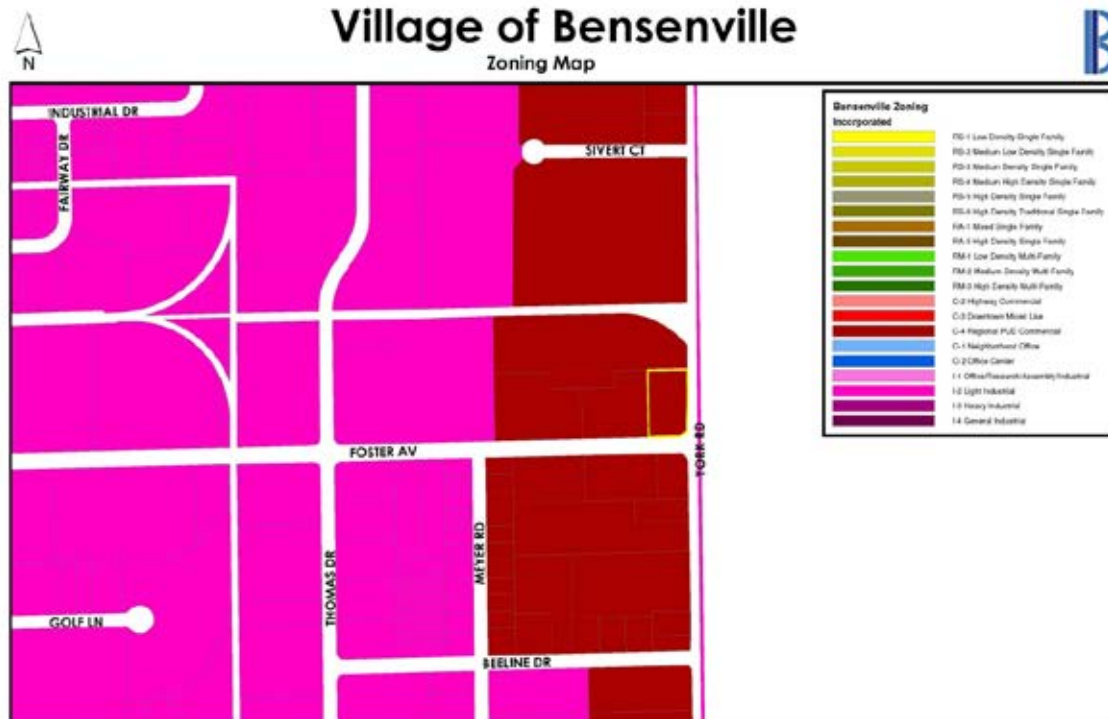 Village of Bensenville
Zoning Map
N
INDUSTRIAL DR
FAIRWAY DR
SIVERT CT
FOSTER AV
YORK RD
MEYER RD
THOMAS DR
GOLF LN
BEELINE DR
Bensenville Zoning
Incorporated
RS-1 Low Density Single Family
RS-2 Medium Low Density Single Family
RS-3 Medium Density Single Family
RS-4 Medium High Density Single Family
RS-5 High Density Single Family
RS-6 High Density Traditional Single Family
RA-1 Mixed Single Family
High Density Single Family
RM-1 Low Density Multi-Family
RM-2 Medium Density Multi-Family
RM-3 High Density Multi-Family
C-2 Highway Commercial
C-3 Downtown Mixed Use
C-4 Regional Commercial
Neighborhood Office
Office Center
I-1 Office/Research/Assembly/Industrial
I-2 Light Industrial
I-3 Heavy Industrial
I-4 General Industrial